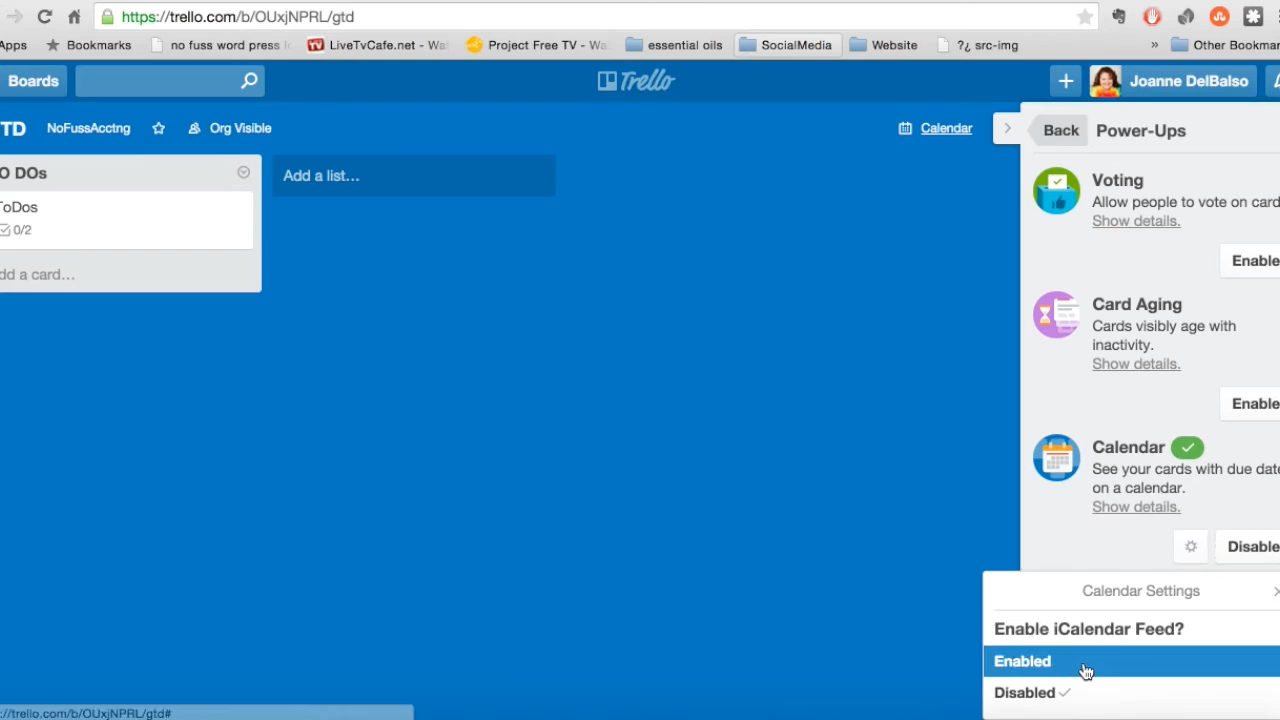 https://trello.com/b/OUxjNPRL/gtd
Apps Bookmarks no fuss word press LiveTvCafe.net - Wa Project Free TV - Wa essential oils SocialMedia Website ?¿ src-img » Other Bookmar
Boards Trello + Joanne DelBalso
TD NoFussAcctng Org Visible Calendar Back Power-Ups
O DOs
Add a list…
ToDos
0/2
dd a card…
Voting
Allow people to vote on card
Show details.
Enable
Card Aging
Cards visibly age with
inactivity.
Show details.
Enable
Calendar
See your cards with due date
on a calendar.
Show details.
Disable
Calendar Settings
Enable iCalendar Feed?
Enabled
Disabled
://trello.com/b/OUxjNPRL/gtd#